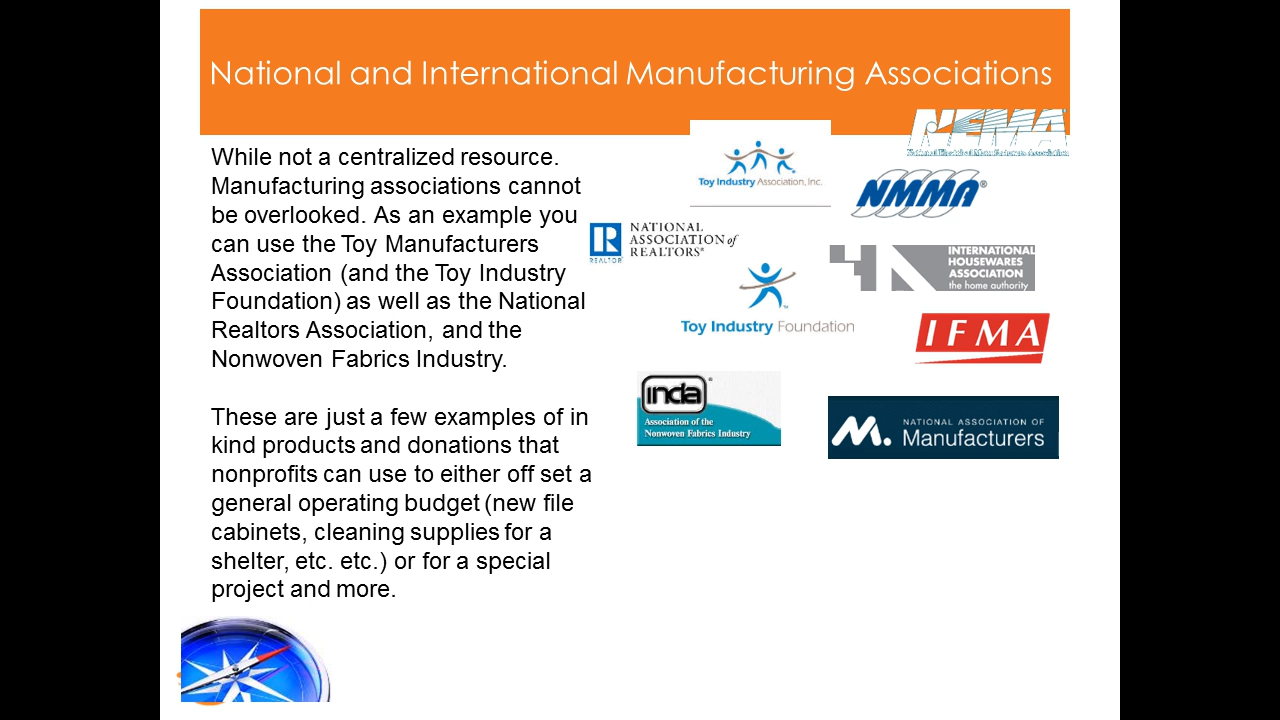 National and International Manufacturing Associations
While not a centralized resource.
Manufacturing associations cannot
be overlooked. As an example you
can use the Toy Manufacturers
Association (and the Toy Industry
Foundation) as well as the National
Realtors Association, and the
Nonwoven Fabrics Industry.
These are just a few examples of in
kind products and donations that
nonprofits can use to either off set a
general operating budget (new file
cabinets, cleaning supplies for a
shelter, etc. etc.) or for a special
project and more.
NEMA
National Electrical Manufacturers Association
Toy Industry Association, Inc.
NMMA®
NATIONAL
ASSOCIATION of
REALTORS®
REALTOR®
INTERNATIONAL
HOUSEWARES
ASSOCIATION
the home authority
Toy Industry Foundation
IFMA
inda®
Association of the
Nonwoven Fabrics Industry
M.
NATIONAL ASSOCIATION OF
Manufacturers